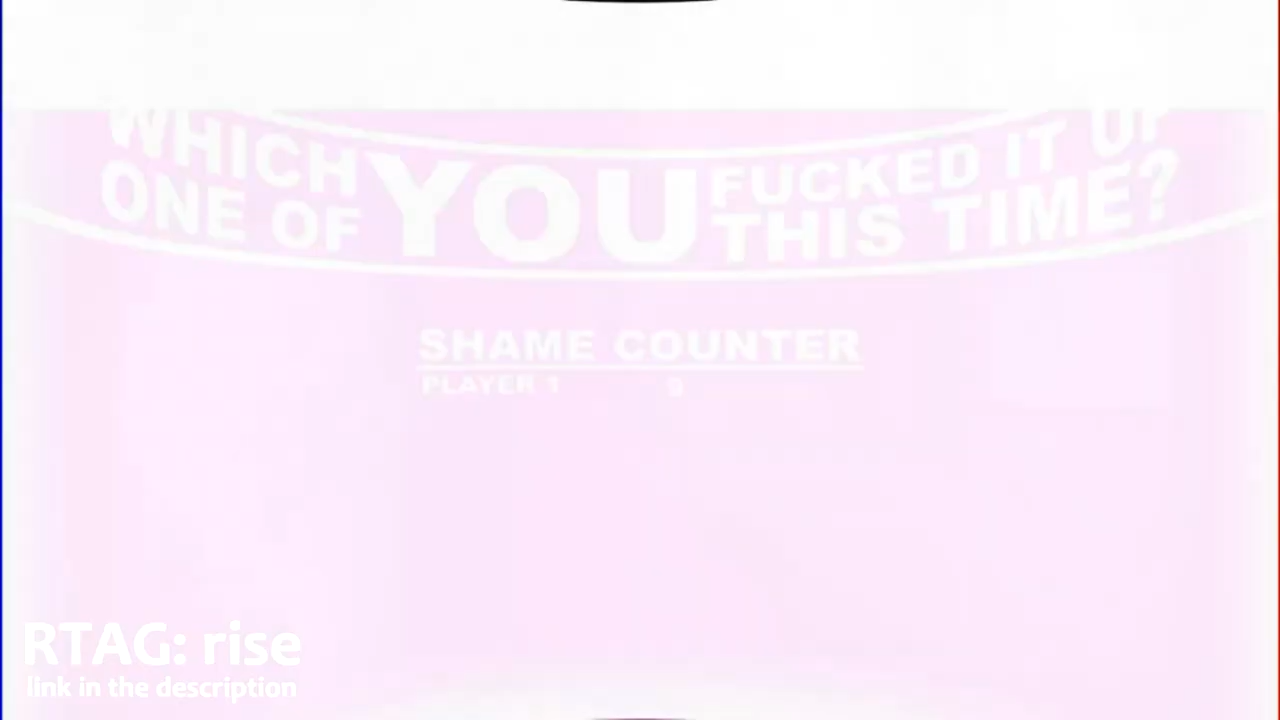 WHICH
ONE OF
YOU
FUCKED IT UP
THIS TIME?
SHAME COUNTER
PLAYER 1 9
RTAG: rise
link in the description